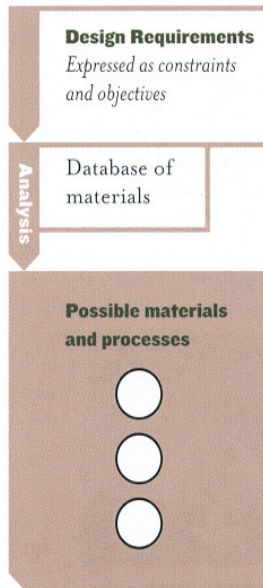 Design Requirements
Expressed as constraints
and objectives
Analysis
Database of
materials
Possible materials
and processes